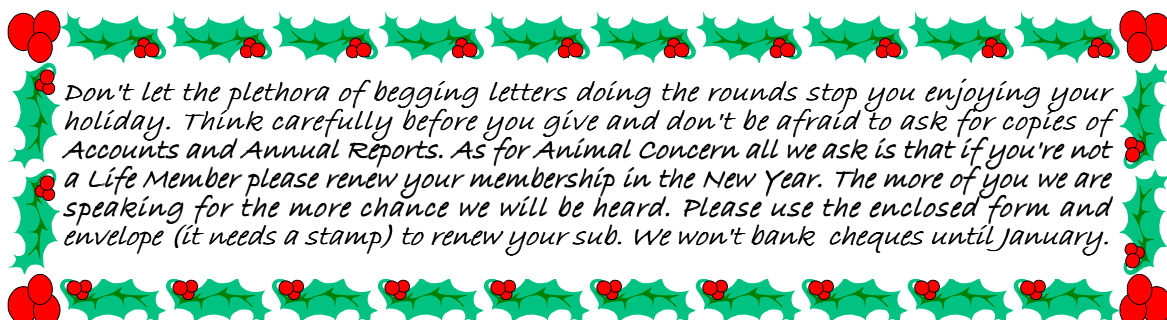 Don't let the plethora of begging letters doing the rounds stop you enjoying your
holiday. Think carefully before you give and don't be afraid to ask for copies of
Accounts and Annual Reports. As for Animal Concern all we ask is that if you're not
a Life Member please renew your membership in the New Year. The more of you we are
speaking for the more chance we will be heard. Please use the enclosed form and
envelope (it needs a stamp) to renew your sub. We won't bank cheques until January.